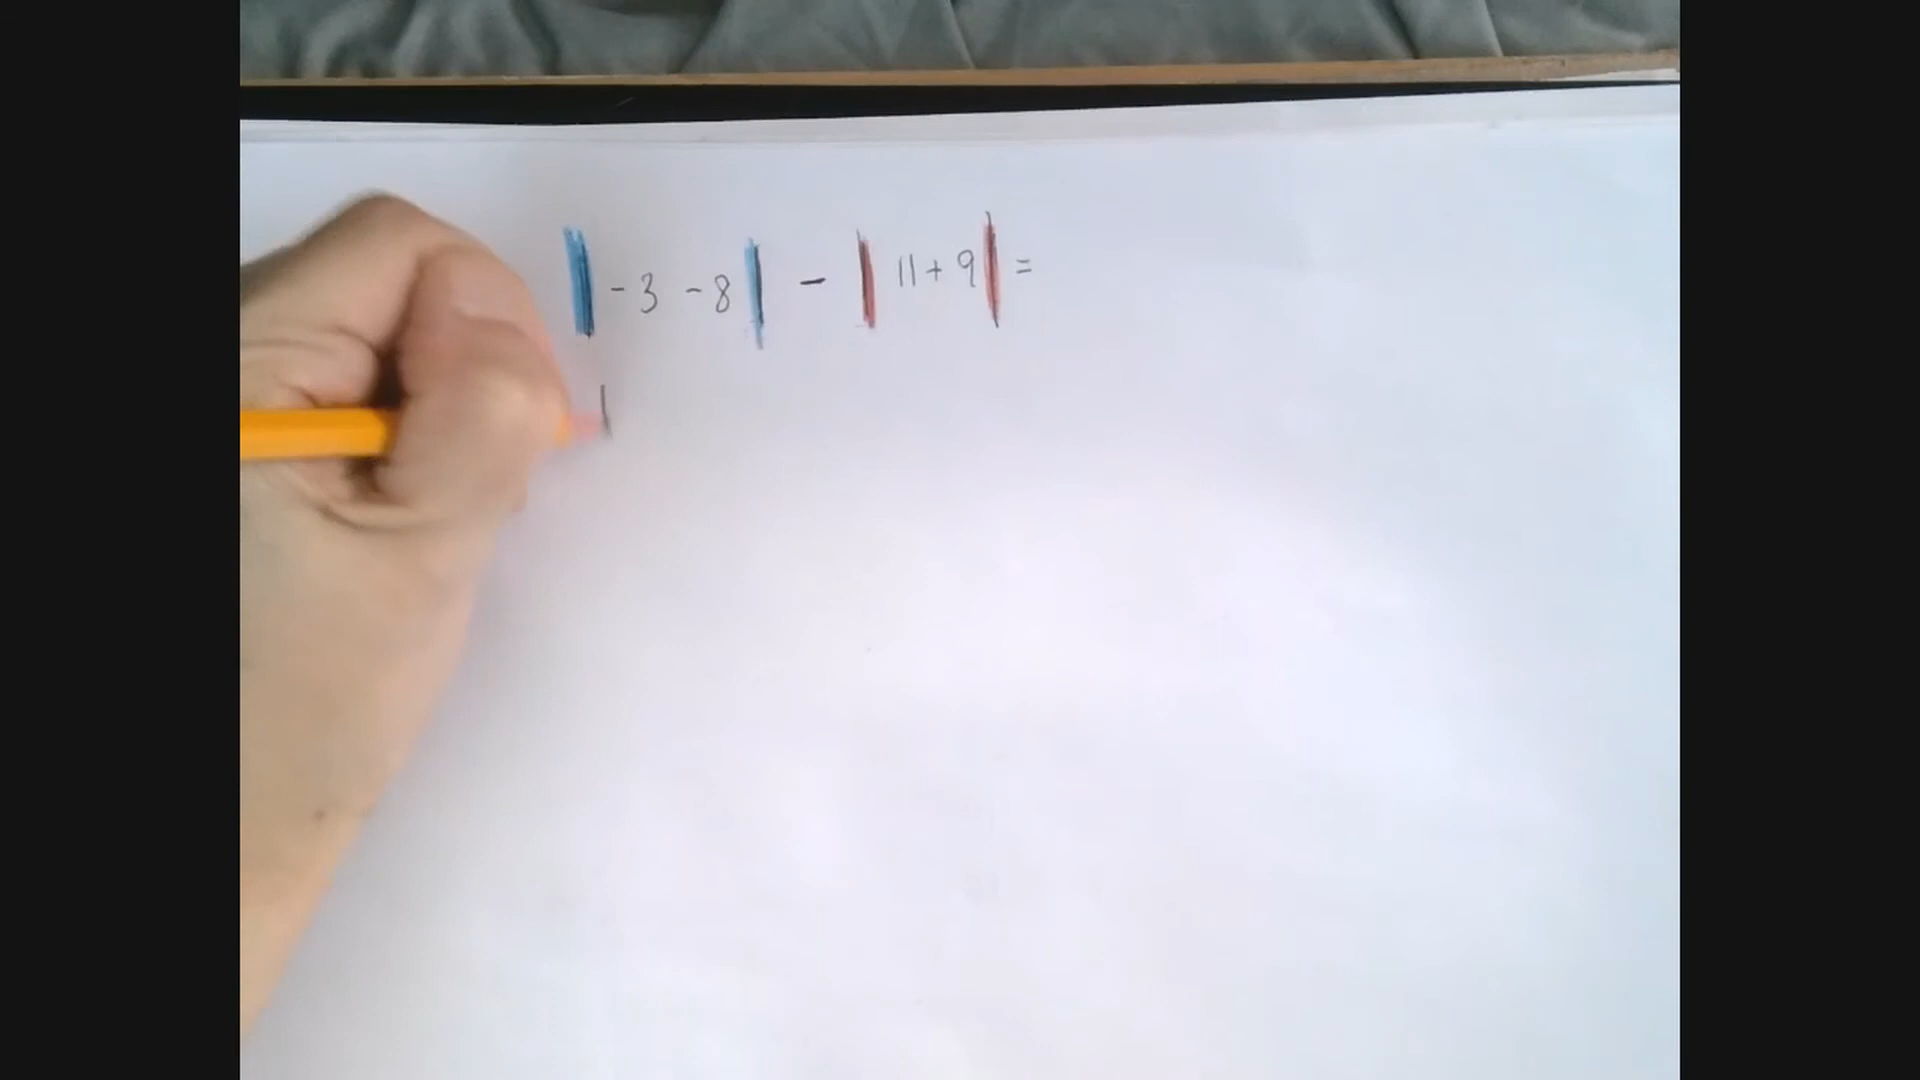 |-3 -8| - |11+9| =
|